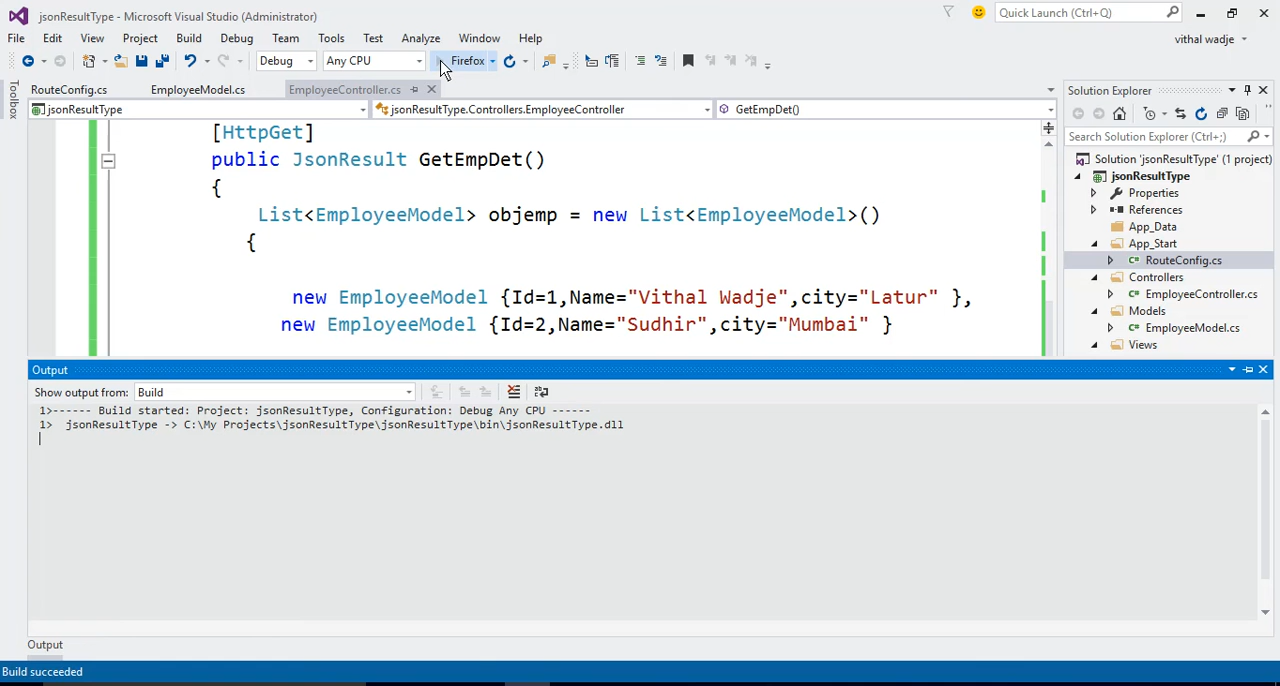 jsonResultType - Microsoft Visual Studio (Administrator)
Quick Launch (Ctrl+Q)
File Edit View Project Build Debug Team Tools Test Analyze Window Help
vithal wadje
Debug Any CPU Firefox
Toolbox
RouteConfig.cs EmployeeModel.cs EmployeeController.cs
jsonResultType jsonResultType.Controllers.EmployeeController GetEmpDet()
[HttpGet]
public JsonResult GetEmpDet()
{
List<EmployeeModel> objemp = new List<EmployeeModel>()
{
new EmployeeModel {Id=1,Name="Vithal Wadje",city="Latur" },
new EmployeeModel {Id=2,Name="Sudhir",city="Mumbai" }
Solution Explorer
Search Solution Explorer (Ctrl+;)
Solution 'jsonResultType' (1 project)
jsonResultType
Properties
References
App_Data
App_Start
C# RouteConfig.cs
Controllers
C# EmployeeController.cs
Models
C# EmployeeModel.cs
Views
Output
Show output from: Build
1>------ Build started: Project: jsonResultType, Configuration: Debug Any CPU ------
1> jsonResultType -> C:\My Projects\jsonResultType\jsonResultType\bin\jsonResultType.dll
Output
Build succeeded